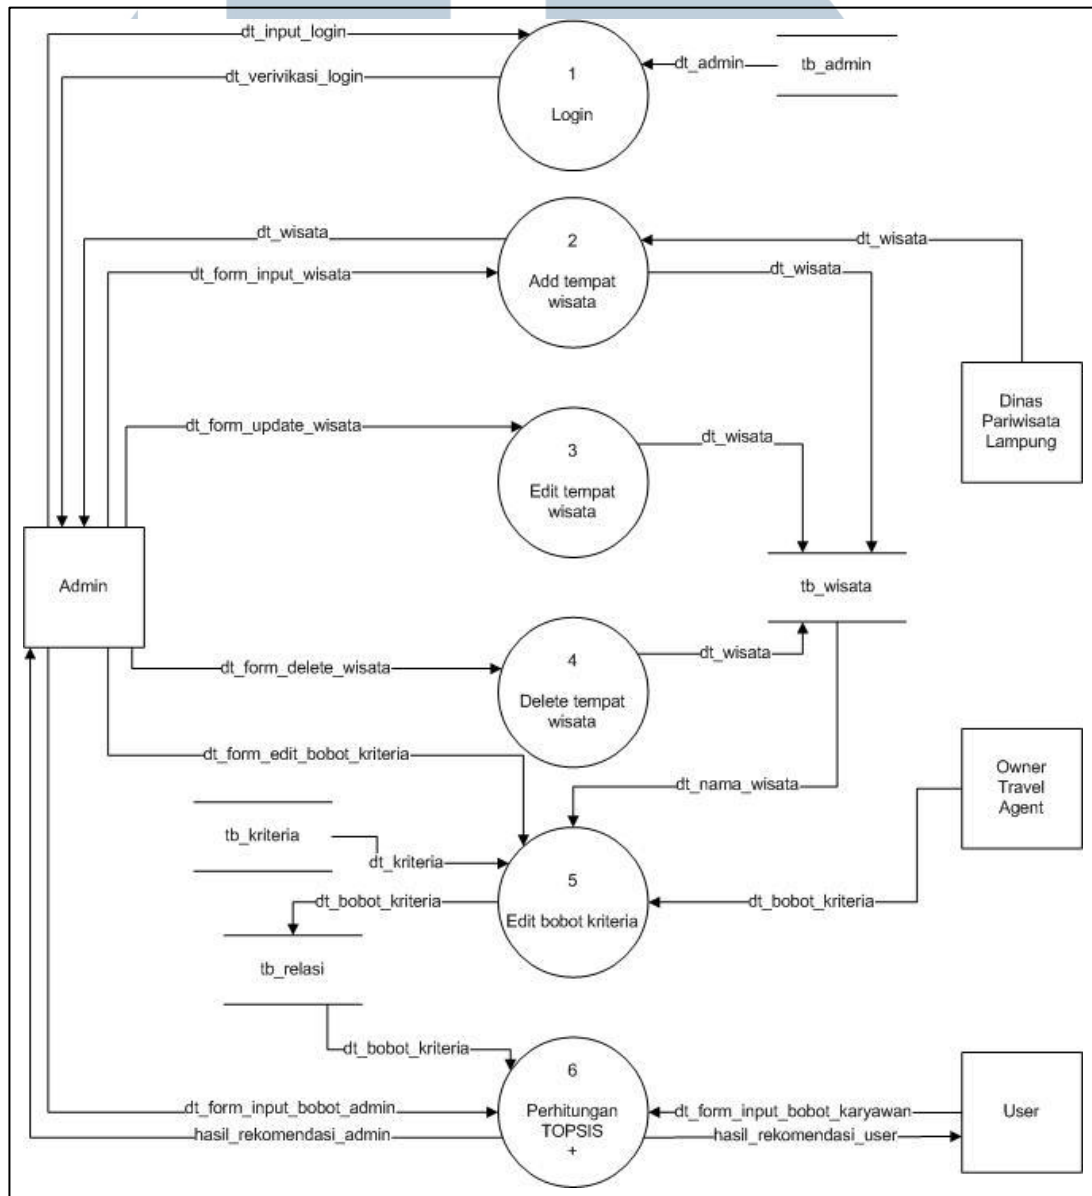 dt_input_login
dt_verivikasi_login
1
Login
dt_admin
tb_admin
dt_wisata
dt_form_input_wisata
2
Add tempat
wisata
dt_wisata
dt_wisata
Dinas
Pariwisata
Lampung
dt_form_update_wisata
3
Edit tempat
wisata
dt_wisata
Admin
tb_wisata
dt_form_delete_wisata
4
Delete tempat
wisata
dt_wisata
dt_form_edit_bobot_kriteria
dt_nama_wisata
Owner
Travel
Agent
tb_kriteria
dt_kriteria
5
Edit bobot kriteria
dt_bobot_kriteria
dt_bobot_kriteria
tb_relasi
dt_bobot_kriteria
6
Perhitungan
TOPSIS
+
dt_form_input_bobot_admin
hasil_rekomendasi_admin
dt_form_input_bobot_karyawan
hasil_rekomendasi_user
User